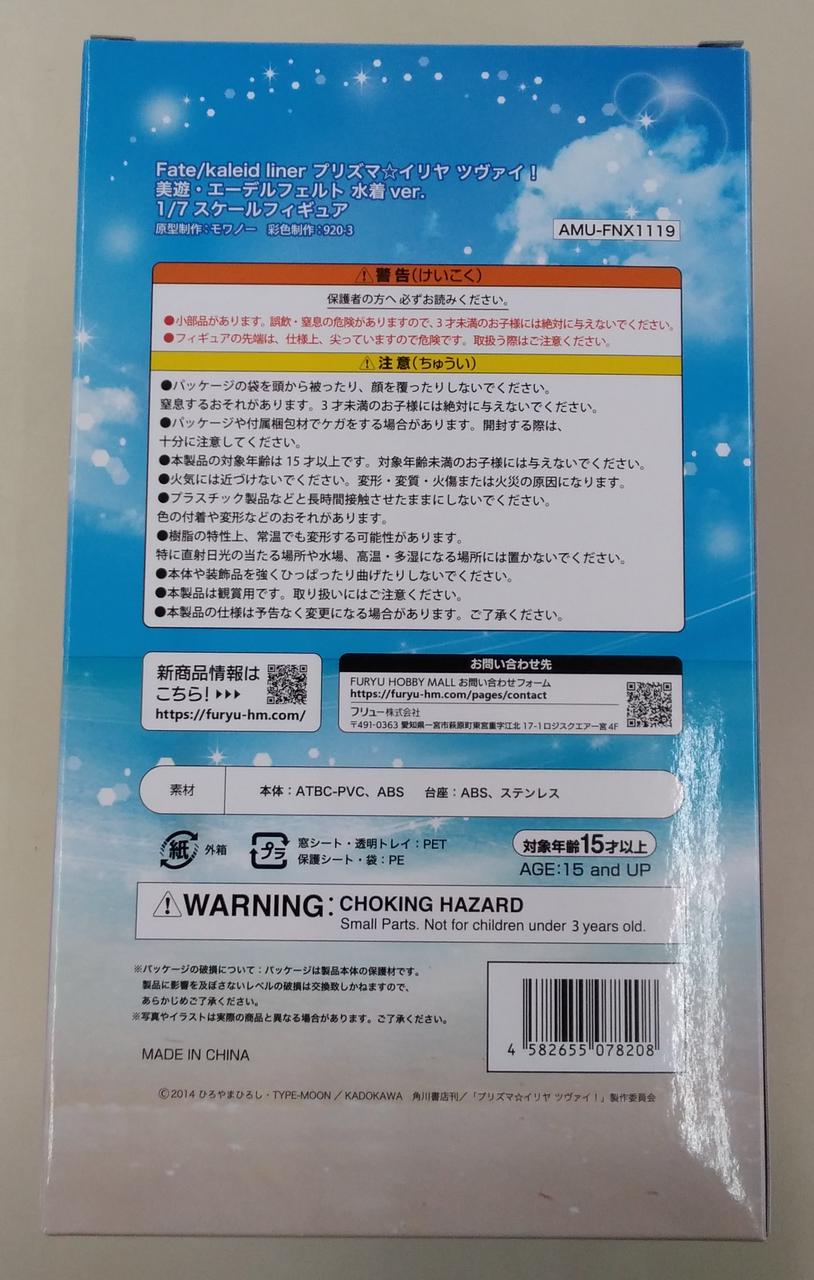 Fate/kaleid liner プリズマ☆イリヤ ツヴァイ！
美遊・エーデルフェルト 水着 ver.
1/7 スケールフィギュア
原型制作：モワノー　彩色制作：920-3
AMU-FNX1119
⚠警告(けいこく)
保護者の方へ 必ずお読みください。
●小部品があります。誤飲・窒息の危険がありますので、3才未満のお子様には絶対に与えないでください。
●フィギュアの先端は、仕様上、尖っていますので危険です。取扱う際はご注意ください。
⚠注意(ちゅうい)
●パッケージの袋を頭から被ったり、顔を覆ったりしないでください。
窒息するおそれがあります。3才未満のお子様には絶対に与えないでください。
●パッケージや付属梱包材でケガをする場合があります。開封する際は、
十分に注意してください。
●本製品の対象年齢は15才以上です。対象年齢未満のお子様には与えないでください。
●火気には近づけないでください。変形・変質・火傷または火災の原因になります。
●プラスチック製品などと長時間接触させたままにしないでください。
色の付着や変形などのおそれがあります。
●樹脂の特性上、常温でも変形する可能性があります。
特に直射日光の当たる場所や水場、高温・多湿になる場所には置かないでください。
●本体や装飾品を強くひっぱったり曲げたりしないでください。
●本製品は観賞用です。取り扱いにはご注意ください。
●本製品の仕様は予告なく変更になる場合があります。ご了承ください。
新商品情報は
こちら！▶▶▶
https://furyu-hm.com/
お問い合わせ先
FURYU HOBBY MALL お問い合わせフォーム
https://furyu-hm.com/pages/contact
フリュー株式会社
〒491-0363 愛知県一宮市萩原町東宮重字江北 17-1ロジスクエアー宮4F
素材
本体：ATBC-PVC、ABS　台座：ABS、ステンレス
紙 外箱
プラ 窓シート・透明トレイ：PET
保護シート・袋：PE
対象年齢15才以上
AGE:15 and UP
⚠WARNING: CHOKING HAZARD
Small Parts. Not for children under 3 years old.
※パッケージの破損について：パッケージは製品本体の保護材です。
製品に影響を及ぼさないレベルの破損は交換致しかねますので、
あらかじめご了承ください。
※写真やイラストは実際の商品と異なる場合があります。ご了承ください。
4 582655 078208
MADE IN CHINA
©2014 ひろやまひろし・TYPE-MOON／KADOKAWA　角川書店刊／「プリズマ☆イリヤ ツヴァイ！」製作委員会